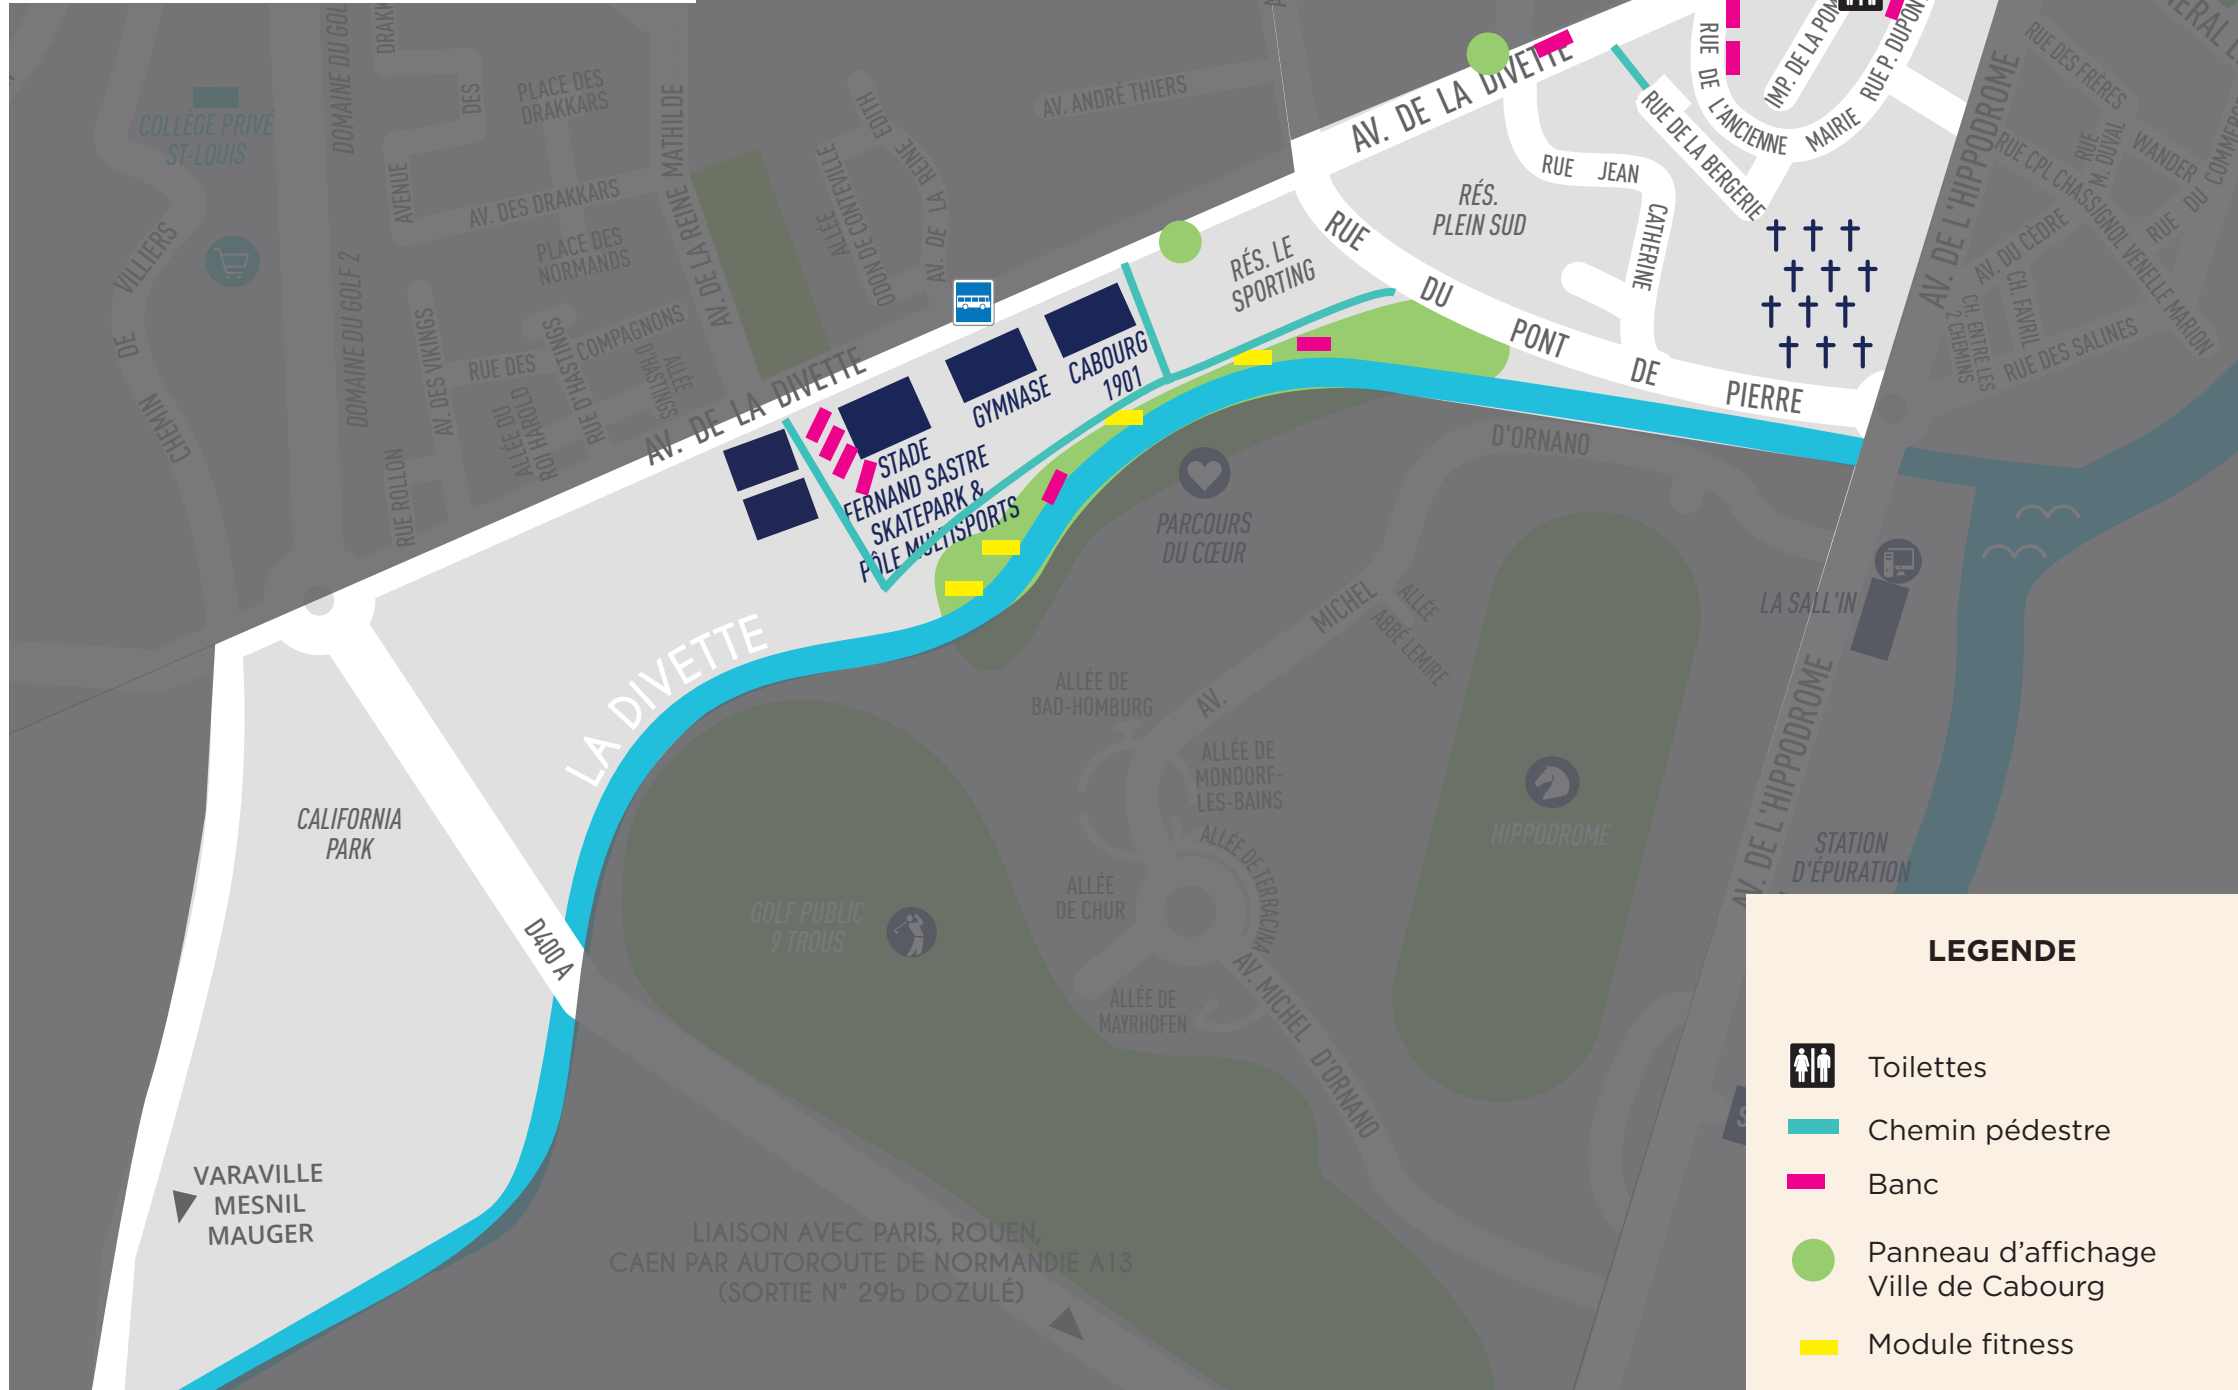 COLLÈGE PRIVÉ
ST-LOUIS
DOMAINE DU GOLF 2
AVENUE
DES
PLACE DES
DRAKKARS
AV. DES DRAKKARS
PLACE DES
NORMANDS
AV. DE LA REINE MATHILDE
CHEMIN
DE
VILLIERS
AV. DES VIKINGS
RUE DES
COMPAGNONS
RUE D'HASTINGS
ALLÉE
D'HASTINGS
ALLÉE DU
ROI HAROLD
RUE ROLLON
ALLÉE
ODON DE CONTEVILLE
AV. DE LA REINE
EDITH
AV. ANDRÉ THIERS
AV. DE LA DIVETTE
AV. DE LA DIVETTE
RUE DE L'ANCIENNE MAIRIE
IMP. DE LA POM
RUE P. DUPONT
RUE DE LA BERGERIE
RUE JEAN
CATHERINE
RÉS.
PLEIN SUD
RÉS. LE
SPORTING
RUE DU PONT DE PIERRE
AV. DE L'HIPPODROME
RUE DES FRÈRES
RUE CPL CHASSIGNOL
RUE
M. DUVAL
WANDER
RUE DU COMMER
AV. DU CÈDRE
CH. FAVRIL
VENELLE MARION
CH. ENTRE LES
2 CHEMINS
RUE DES SALINES
CABOURG
1901
GYMNASE
STADE
FERNAND SASTRE
SKATEPARK &
PÔLE MULTISPORTS
PARCOURS
DU CŒUR
D'ORNANO
MICHEL
AV.
ALLÉE
ABBÉ LEMIRE
LA SALL'IN
LA DIVETTE
ALLÉE DE
BAD-HOMBURG
ALLÉE DE
MONDORF-
LES-BAINS
ALLÉE DE TERRACINA
ALLÉE
DE CHUR
ALLÉE DE
MAYRHOFEN
AV. MICHEL D'ORNANO
HIPPODROME
AV. DE L'HIPPODROME
STATION
D'ÉPURATION
CALIFORNIA
PARK
D400 A
GOLF PUBLIC
9 TROUS
VARAVILLE
MESNIL
MAUGER
LIAISON AVEC PARIS, ROUEN,
CAEN PAR AUTOROUTE DE NORMANDIE A13
(SORTIE N° 29b DOZULÉ)
LEGENDE
Toilettes
Chemin pédestre
Banc
Panneau d'affichage
Ville de Cabourg
Module fitness